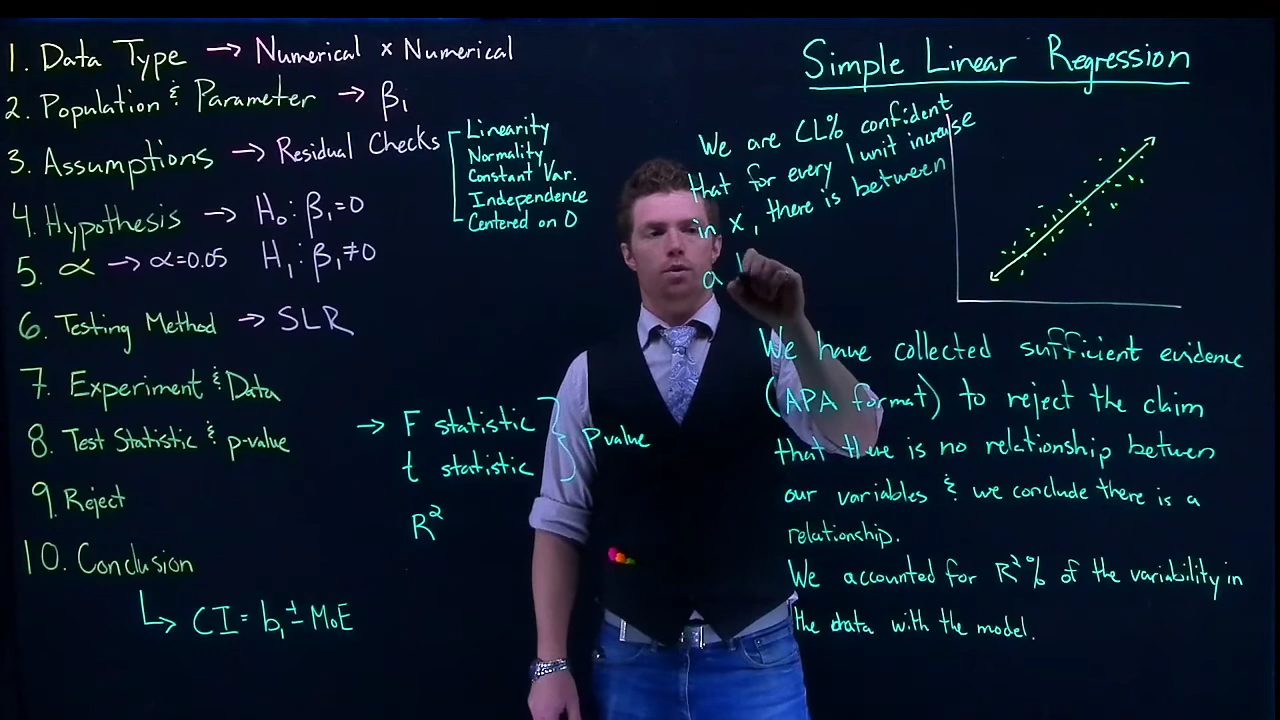 1. Data Type → Numerical x Numerical
2. Population & Parameter → β₁
3. Assumptions → Residual Checks
Linearity
Normality
Constant Var.
Independence
Centered on 0
4. Hypothesis → H₀: β₁=0
H₁: β₁≠0
5. α → α=0.05
6. Testing Method → SLR
7. Experiment & Data
8. Test Statistic & p-value
→ F statistic
t statistic
p value
R²
9. Reject
10. Conclusion
↳ CI = b₁ ± MoE
Simple Linear Regression
We are CL% confident
that for every 1 unit increase
in x, there is between
a
We have collected sufficient evidence
(APA format) to reject the claim
that there is no relationship between
our variables & we conclude there is a
relationship.
We accounted for R²% of the variability in
the data with the model.